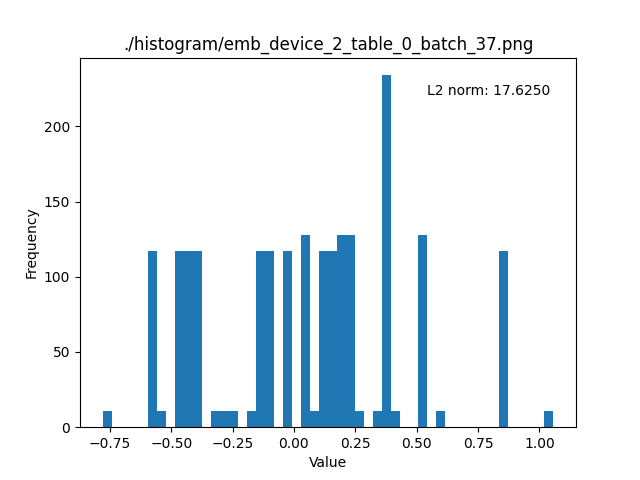 ./histogram/emb_device_2_table_0_batch_37.png
L2 norm: 17.6250
Frequency
200
150
100
50
0
−0.75 −0.50 −0.25 0.00 0.25 0.50 0.75 1.00
Value